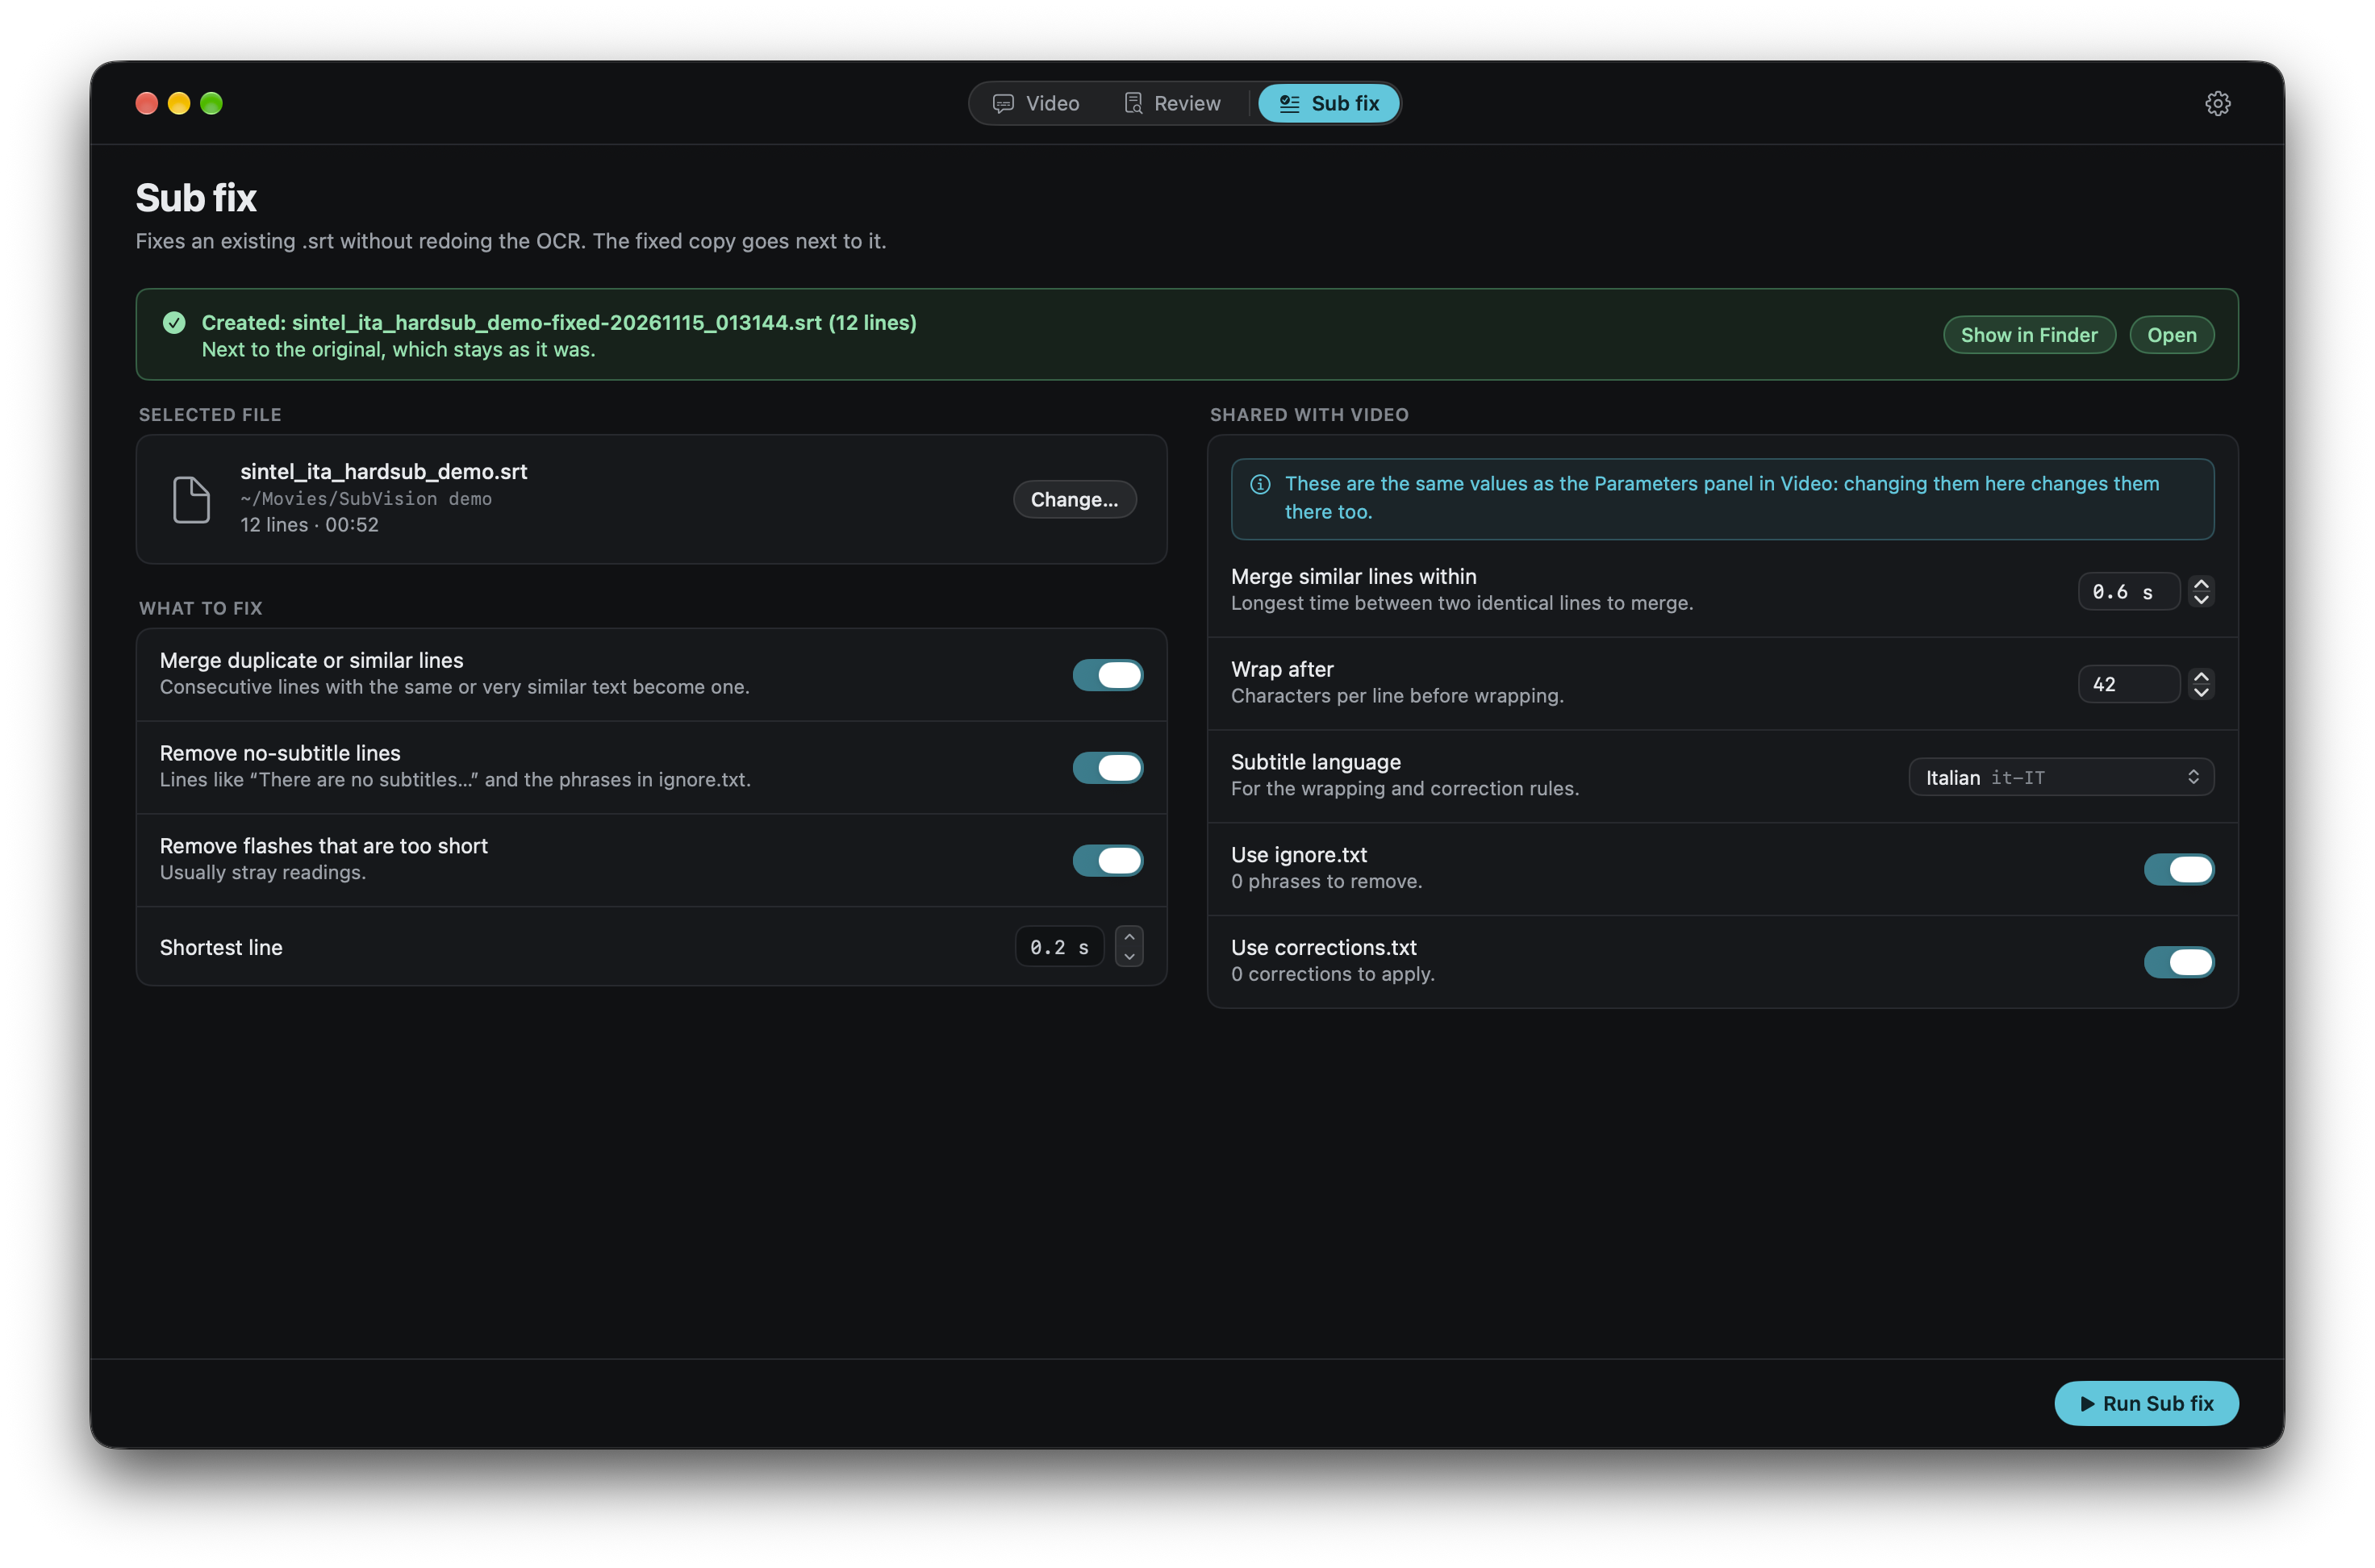 Video
Review
Sub fix
Sub fix
Fixes an existing .srt without redoing the OCR. The fixed copy goes next to it.
Created: sintel_ita_hardsub_demo-fixed-20261115_013144.srt (12 lines)
Next to the original, which stays as it was.
Show in Finder
Open
SELECTED FILE
sintel_ita_hardsub_demo.srt
~/Movies/SubVision demo
12 lines · 00:52
Change...
WHAT TO FIX
Merge duplicate or similar lines
Consecutive lines with the same or very similar text become one.
Remove no-subtitle lines
Lines like “There are no subtitles...” and the phrases in ignore.txt.
Remove flashes that are too short
Usually stray readings.
Shortest line
0.2 s
SHARED WITH VIDEO
These are the same values as the Parameters panel in Video: changing them here changes them
there too.
Merge similar lines within
Longest time between two identical lines to merge.
0.6 s
Wrap after
Characters per line before wrapping.
42
Subtitle language
For the wrapping and correction rules.
Italian it-IT
Use ignore.txt
0 phrases to remove.
Use corrections.txt
0 corrections to apply.
Run Sub fix